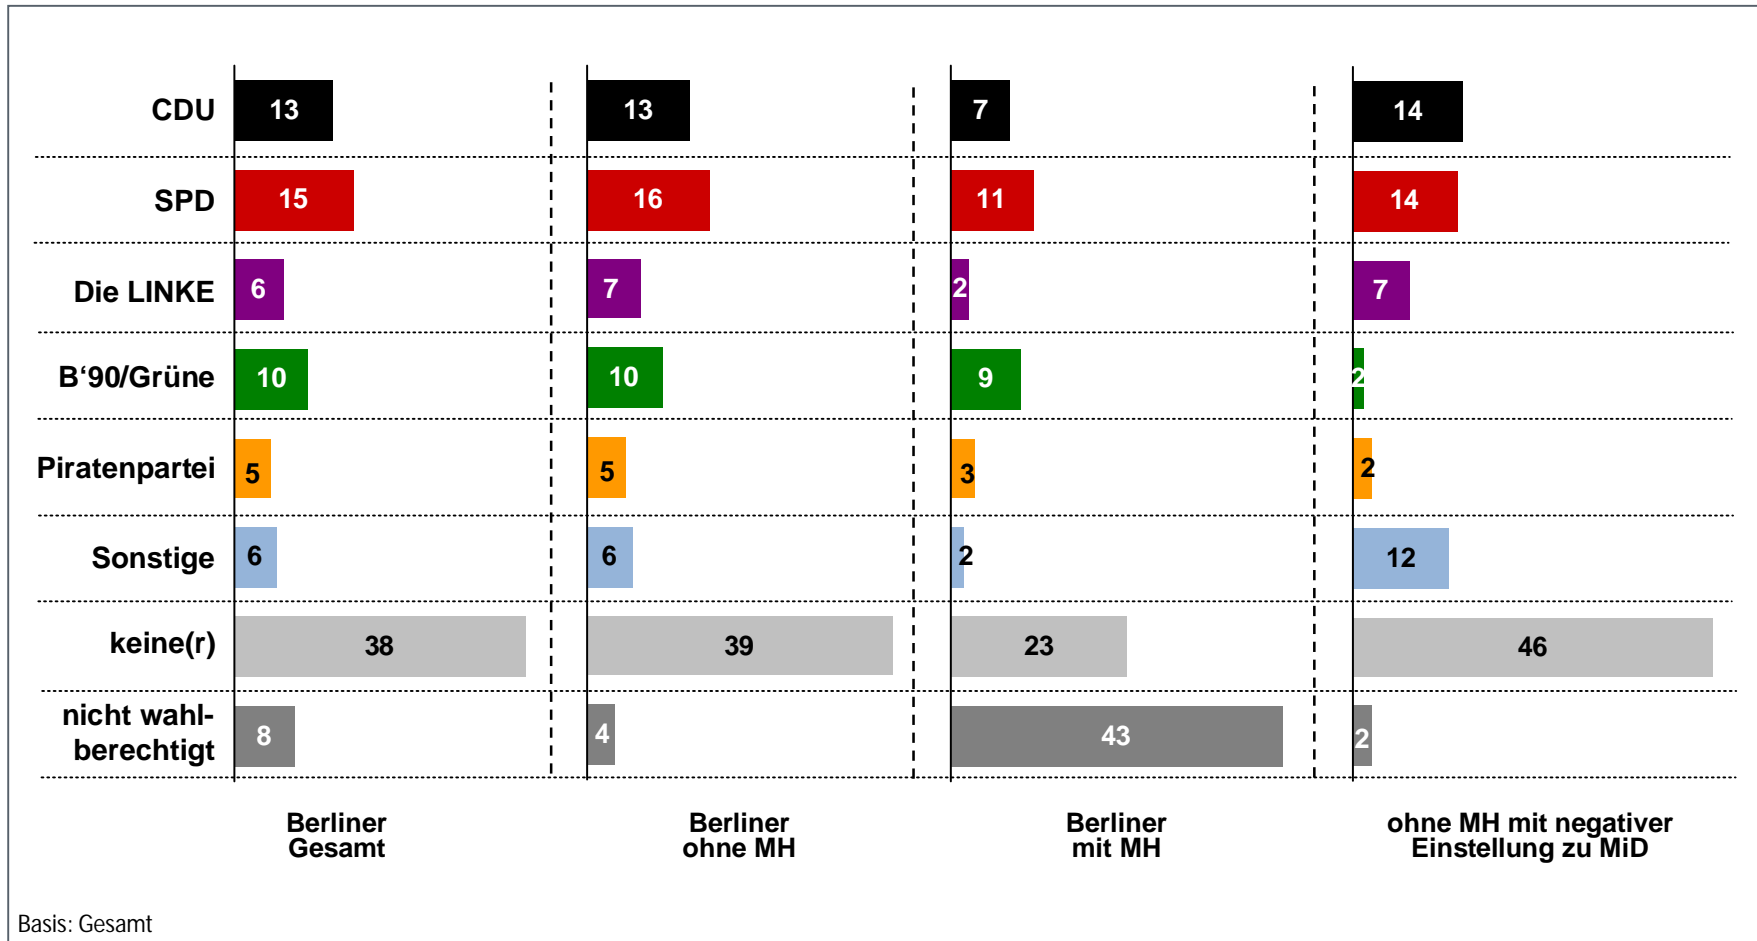 CDU 13 13 7 14
SPD 15 16 11 14
Die LINKE 6 7 2 7
B‘90/Grüne 10 10 9 2
Piratenpartei 5 5 3 2
Sonstige 6 6 2 12
keine(r) 38 39 23 46
nicht wahl-
berechtigt 8 4 43 2
Berliner
Gesamt
Berliner
ohne MH
Berliner
mit MH
ohne MH mit negativer
Einstellung zu MiD
Basis: Gesamt